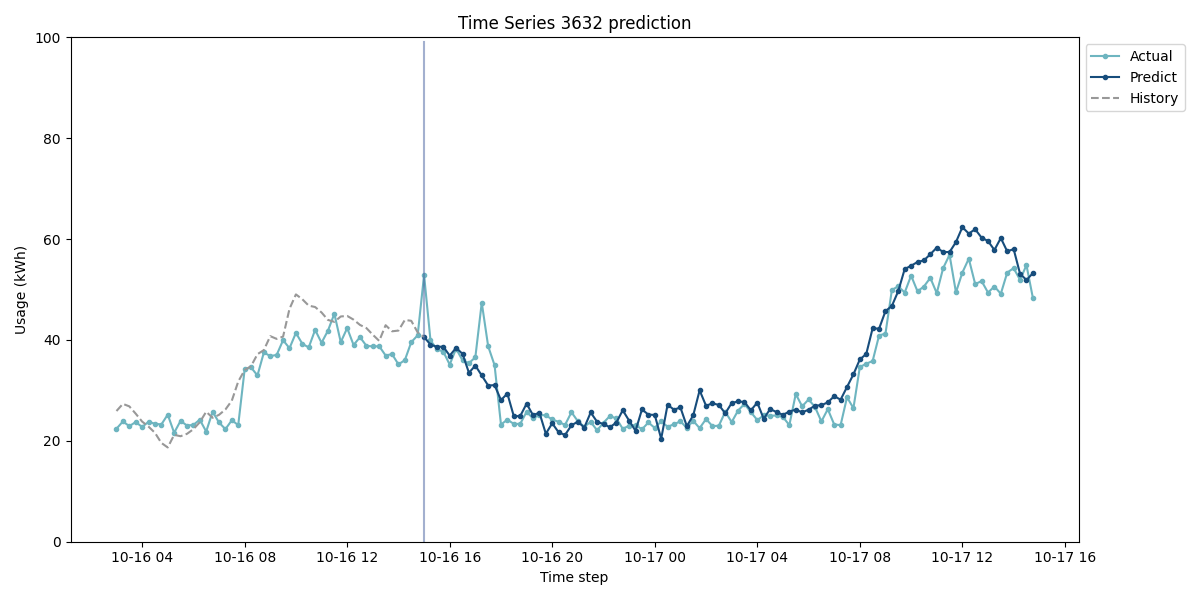 Time Series 3632 prediction
100
80
60
40
20
0
Usage (kWh)
10-16 04
10-16 08
10-16 12
10-16 16
10-16 20
10-17 00
10-17 04
10-17 08
10-17 12
10-17 16
Time step
Actual
Predict
History